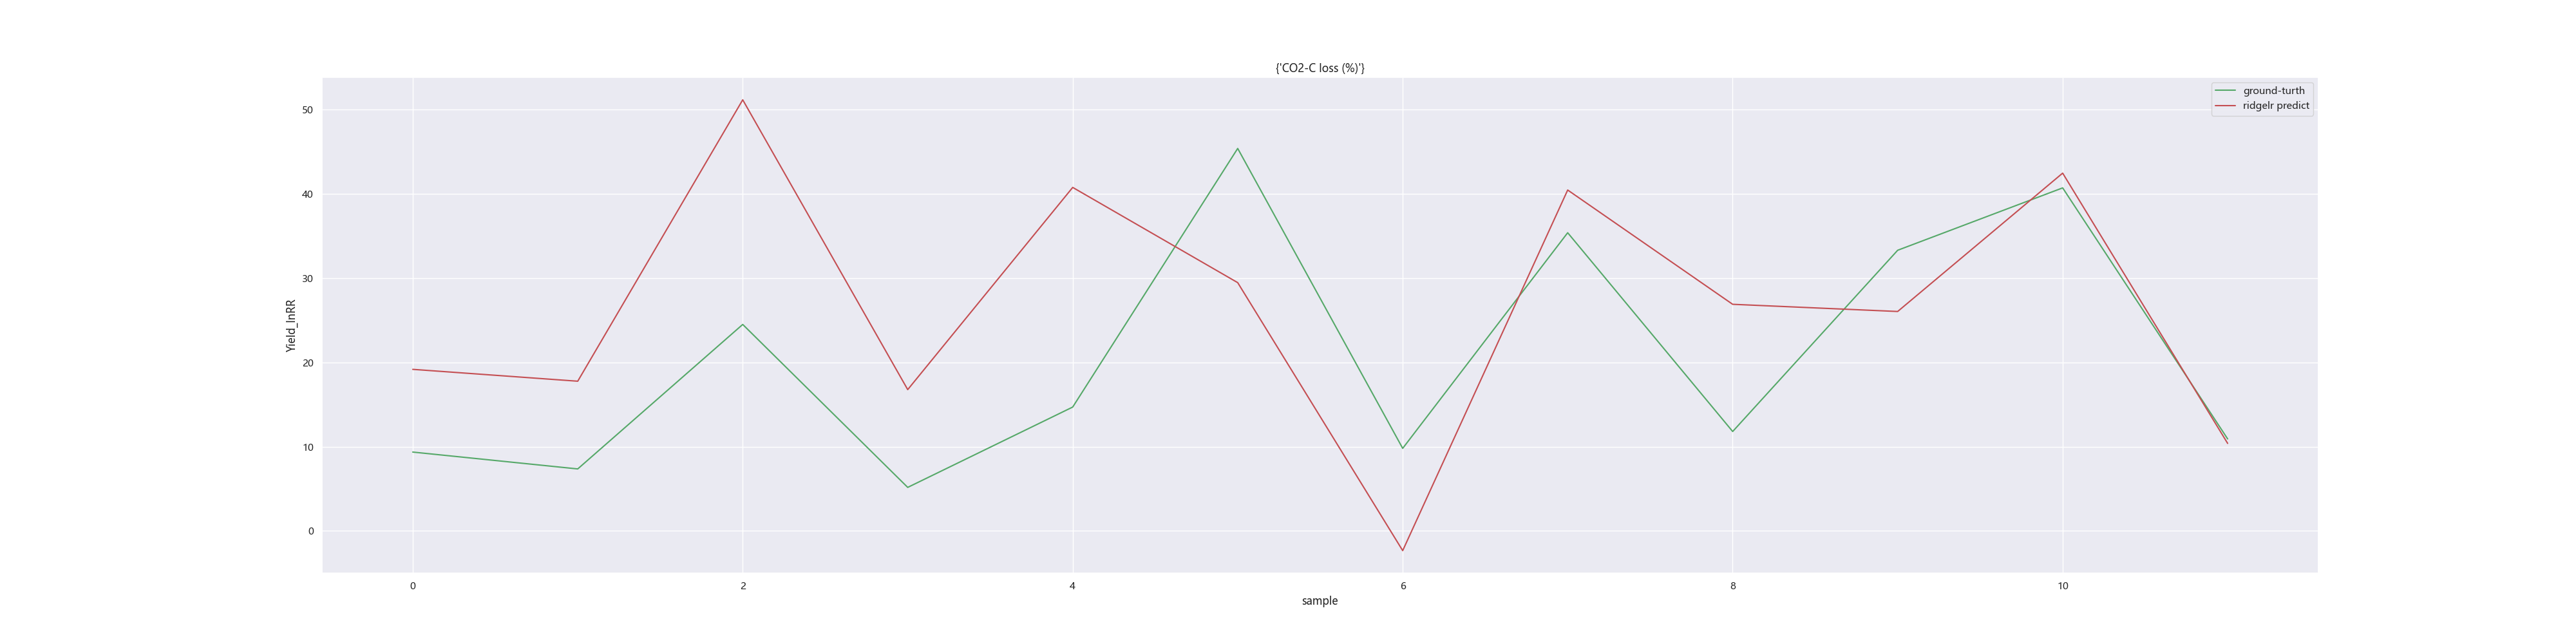 {'CO2-C loss (%)'}
ground-turth
ridgelr predict
50
40
30
20
10
0
Yield_lnRR
0 2 4 6 8 10
sample